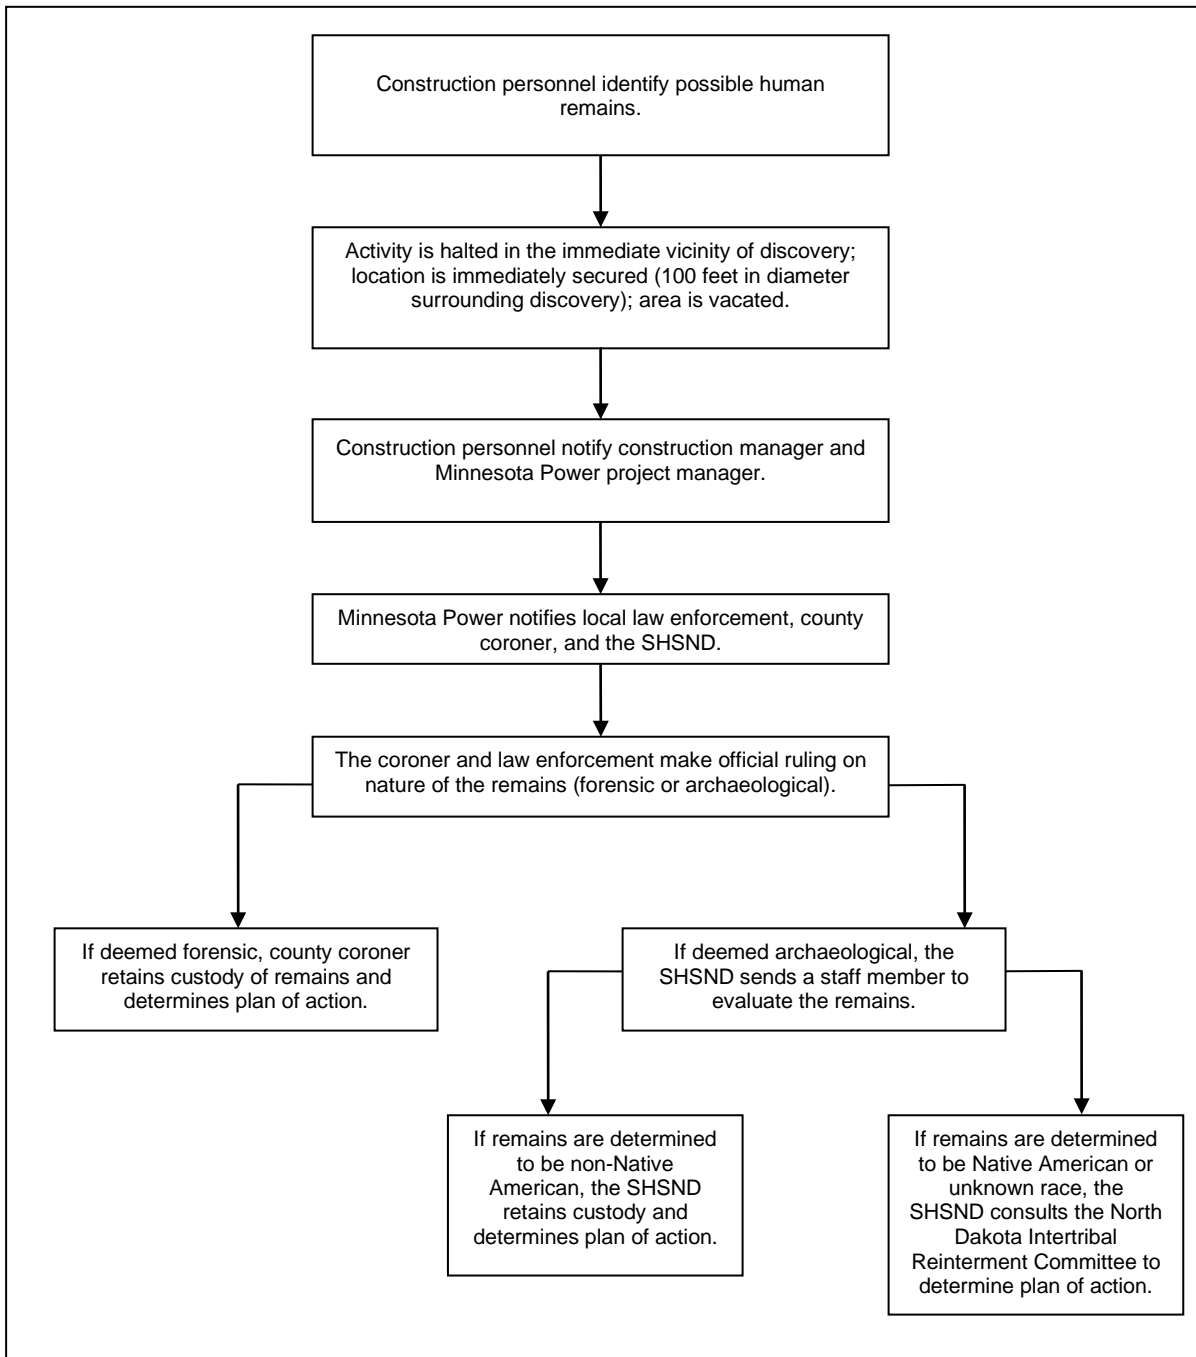 Construction personnel identify possible human
remains.
Activity is halted in the immediate vicinity of discovery;
location is immediately secured (100 feet in diameter
surrounding discovery); area is vacated.
Construction personnel notify construction manager and
Minnesota Power project manager.
Minnesota Power notifies local law enforcement, county
coroner, and the SHSND.
The coroner and law enforcement make official ruling on
nature of the remains (forensic or archaeological).
If deemed forensic, county coroner
retains custody of remains and
determines plan of action.
If deemed archaeological, the
SHSND sends a staff member to
evaluate the remains.
If remains are determined
to be non-Native
American, the SHSND
retains custody and
determines plan of action.
If remains are determined
to be Native American or
unknown race, the
SHSND consults the North
Dakota Intertribal
Reinterment Committee to
determine plan of action.